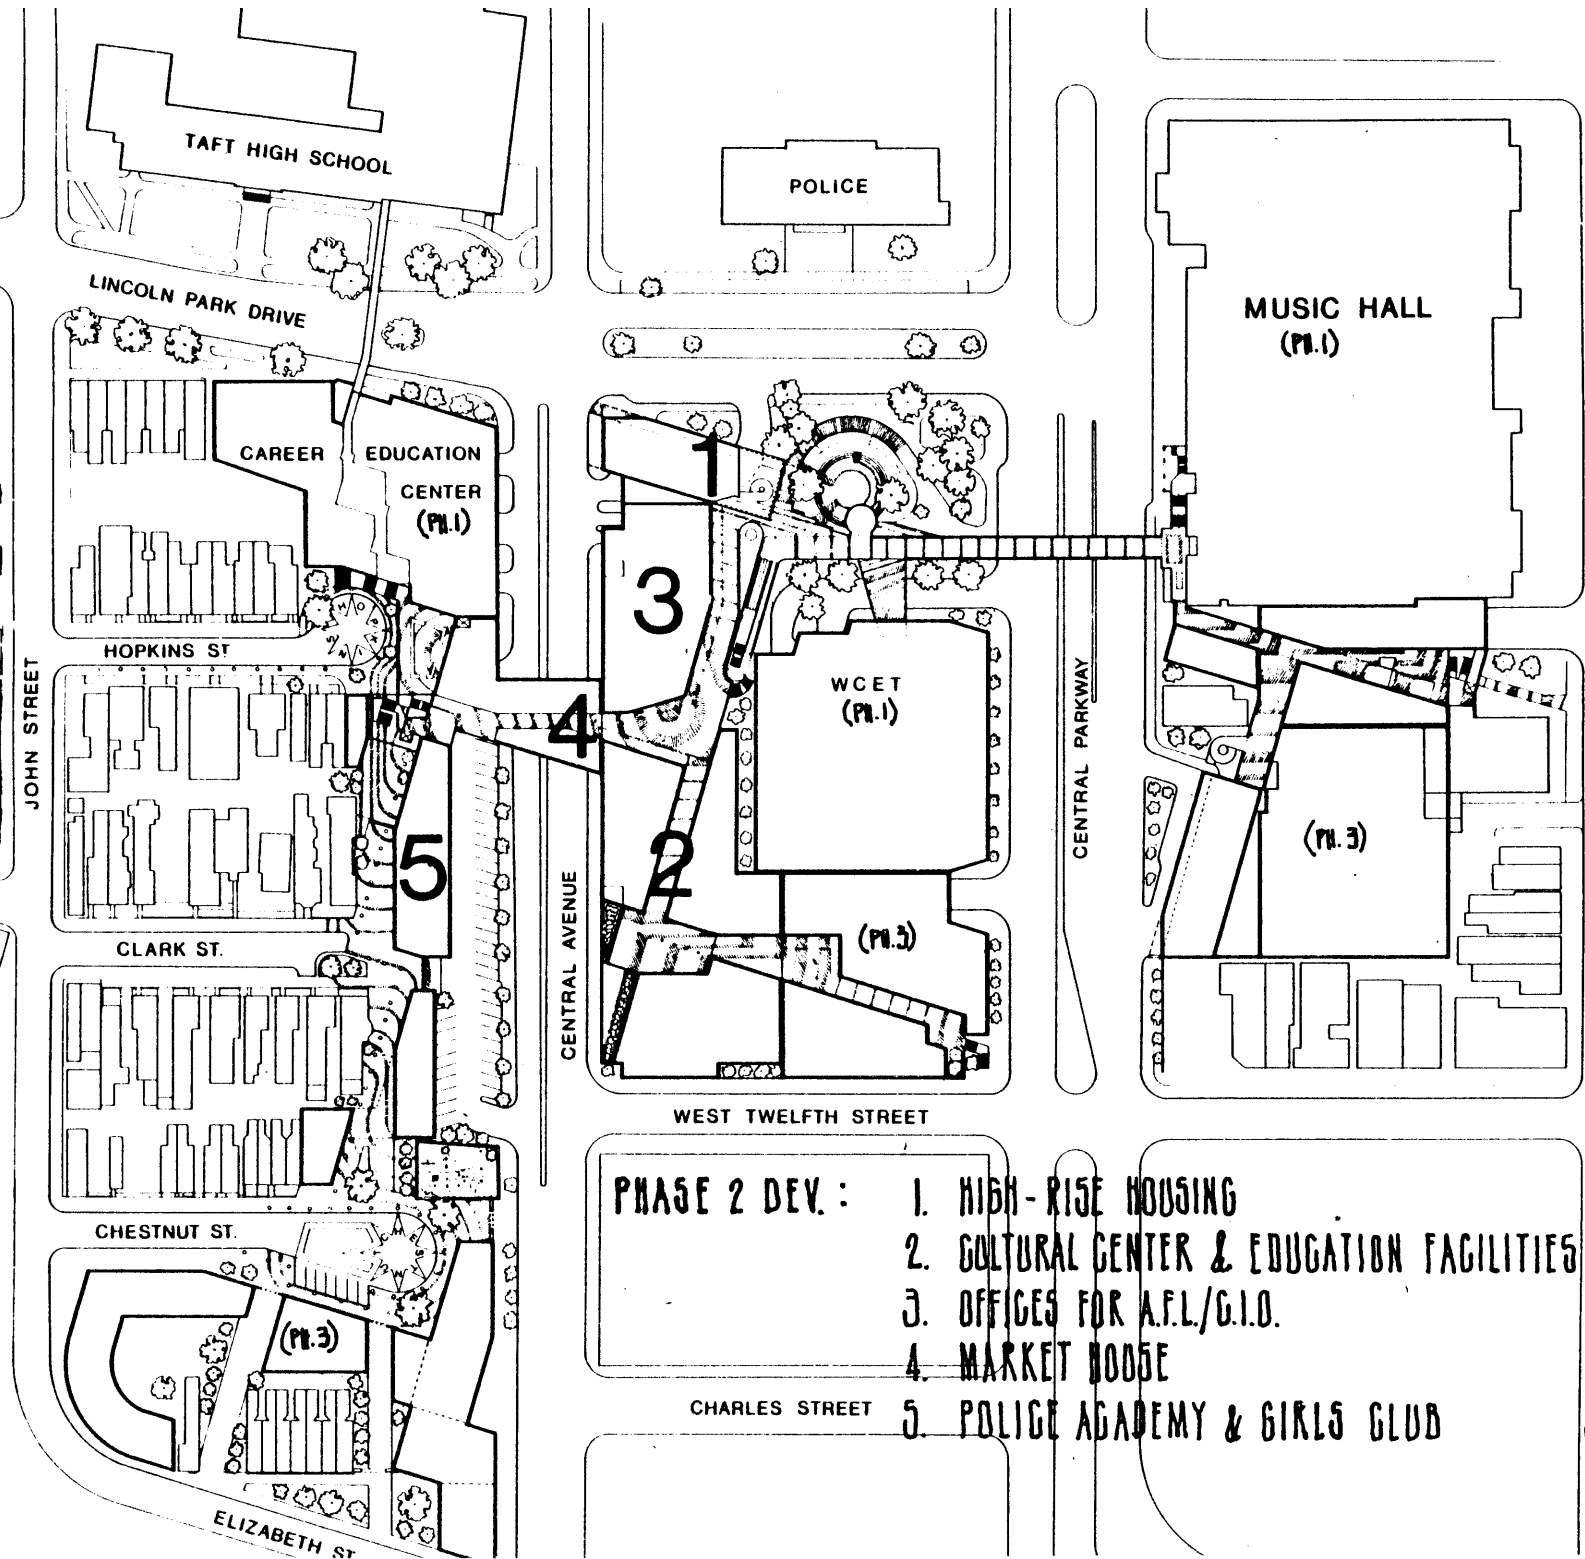 TAFT HIGH SCHOOL
POLICE
LINCOLN PARK DRIVE
MUSIC HALL
(PH.1)
CAREER EDUCATION
CENTER
(PH.1)
1
3
HOPKINS ST
HOPKINS
JOHN STREET
WCET
(PH.1)
4
CENTRAL PARKWAY
2
5
(PH.3)
CENTRAL AVENUE
CLARK ST.
(PH.3)
WEST TWELFTH STREET
PHASE 2 DEV. : 1. HIGH-RISE HOUSING
2. CULTURAL CENTER & EDUCATION FACILITIES
3. OFFICES FOR A.F.L./C.I.O.
4. MARKET HOUSE
5. POLICE ACADEMY & GIRLS CLUB
CHESTNUT ST.
(PH.3)
CHARLES STREET
ELIZABETH ST.